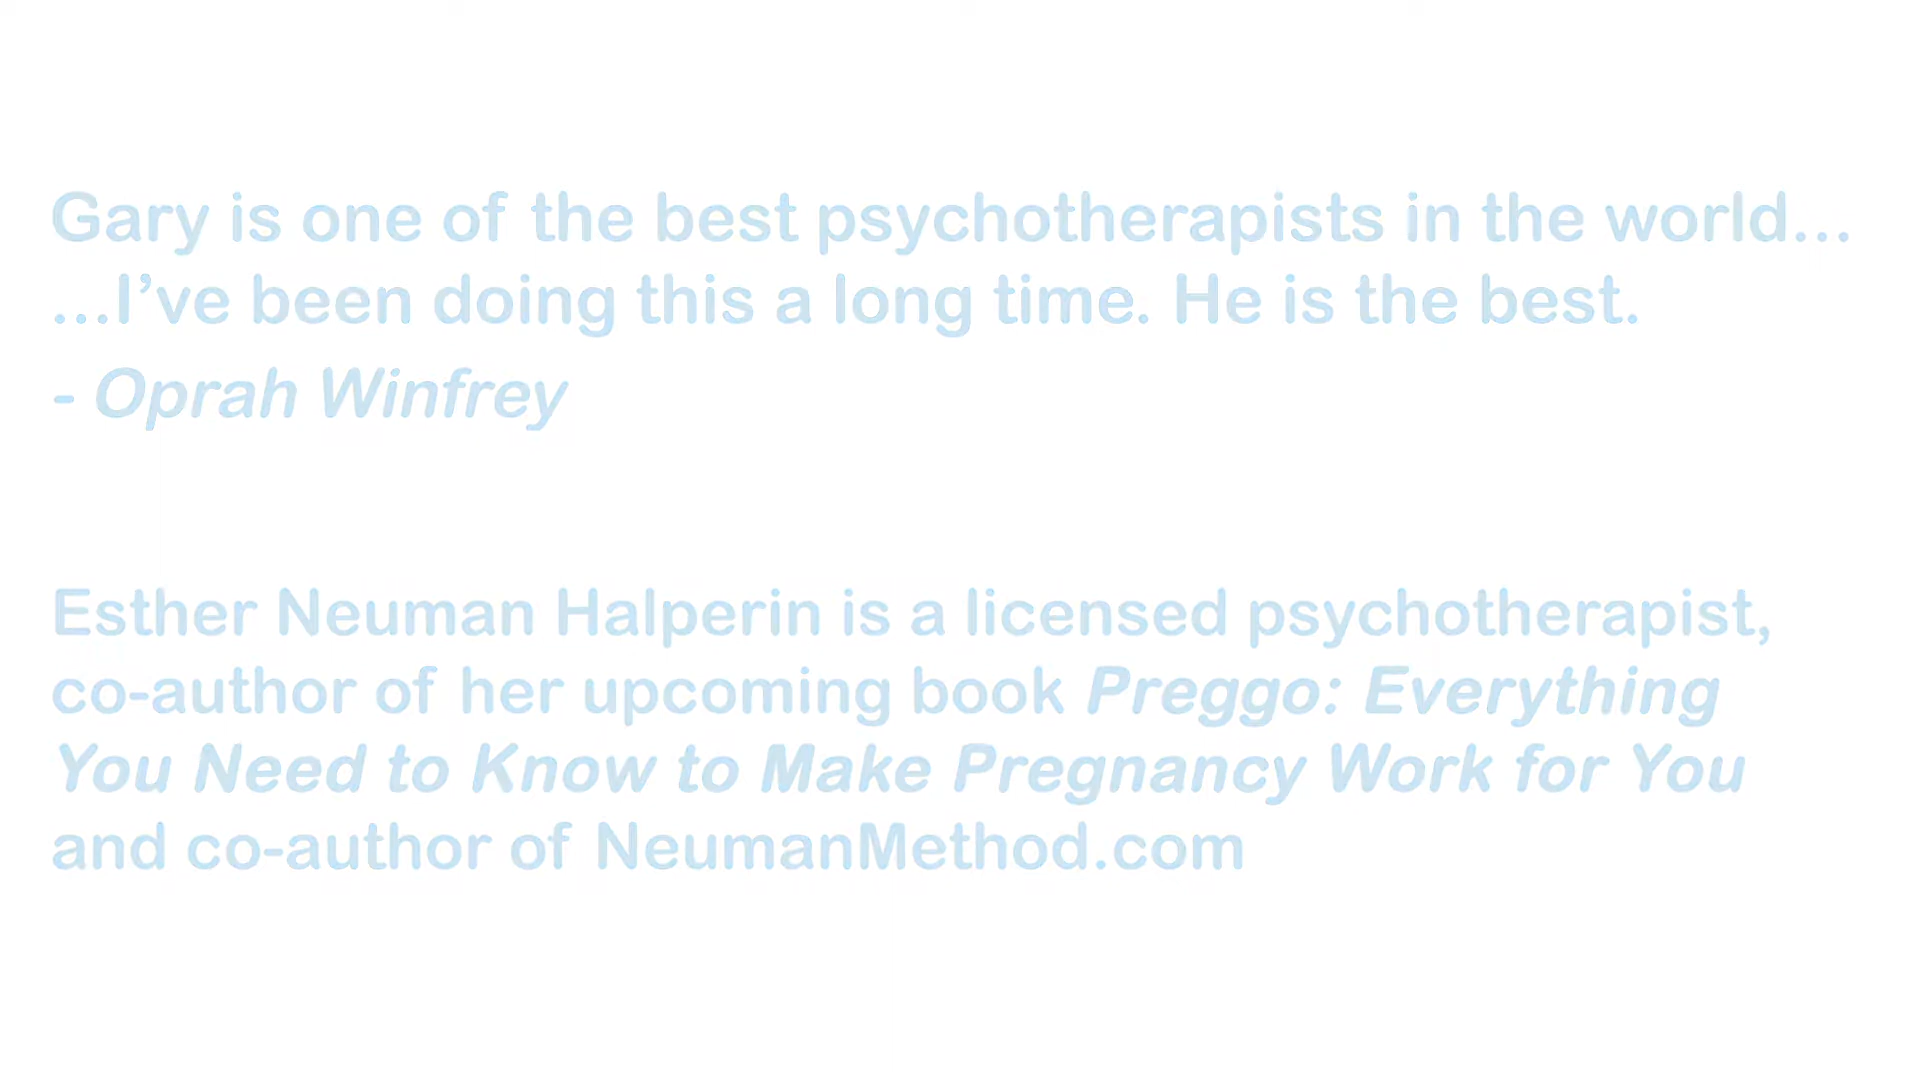 Gary is one of the best psychotherapists in the world…
…I’ve been doing this a long time. He is the best.
- Oprah Winfrey
Esther Neuman Halperin is a licensed psychotherapist,
co-author of her upcoming book Preggo: Everything
You Need to Know to Make Pregnancy Work for You
and co-author of NeumanMethod.com